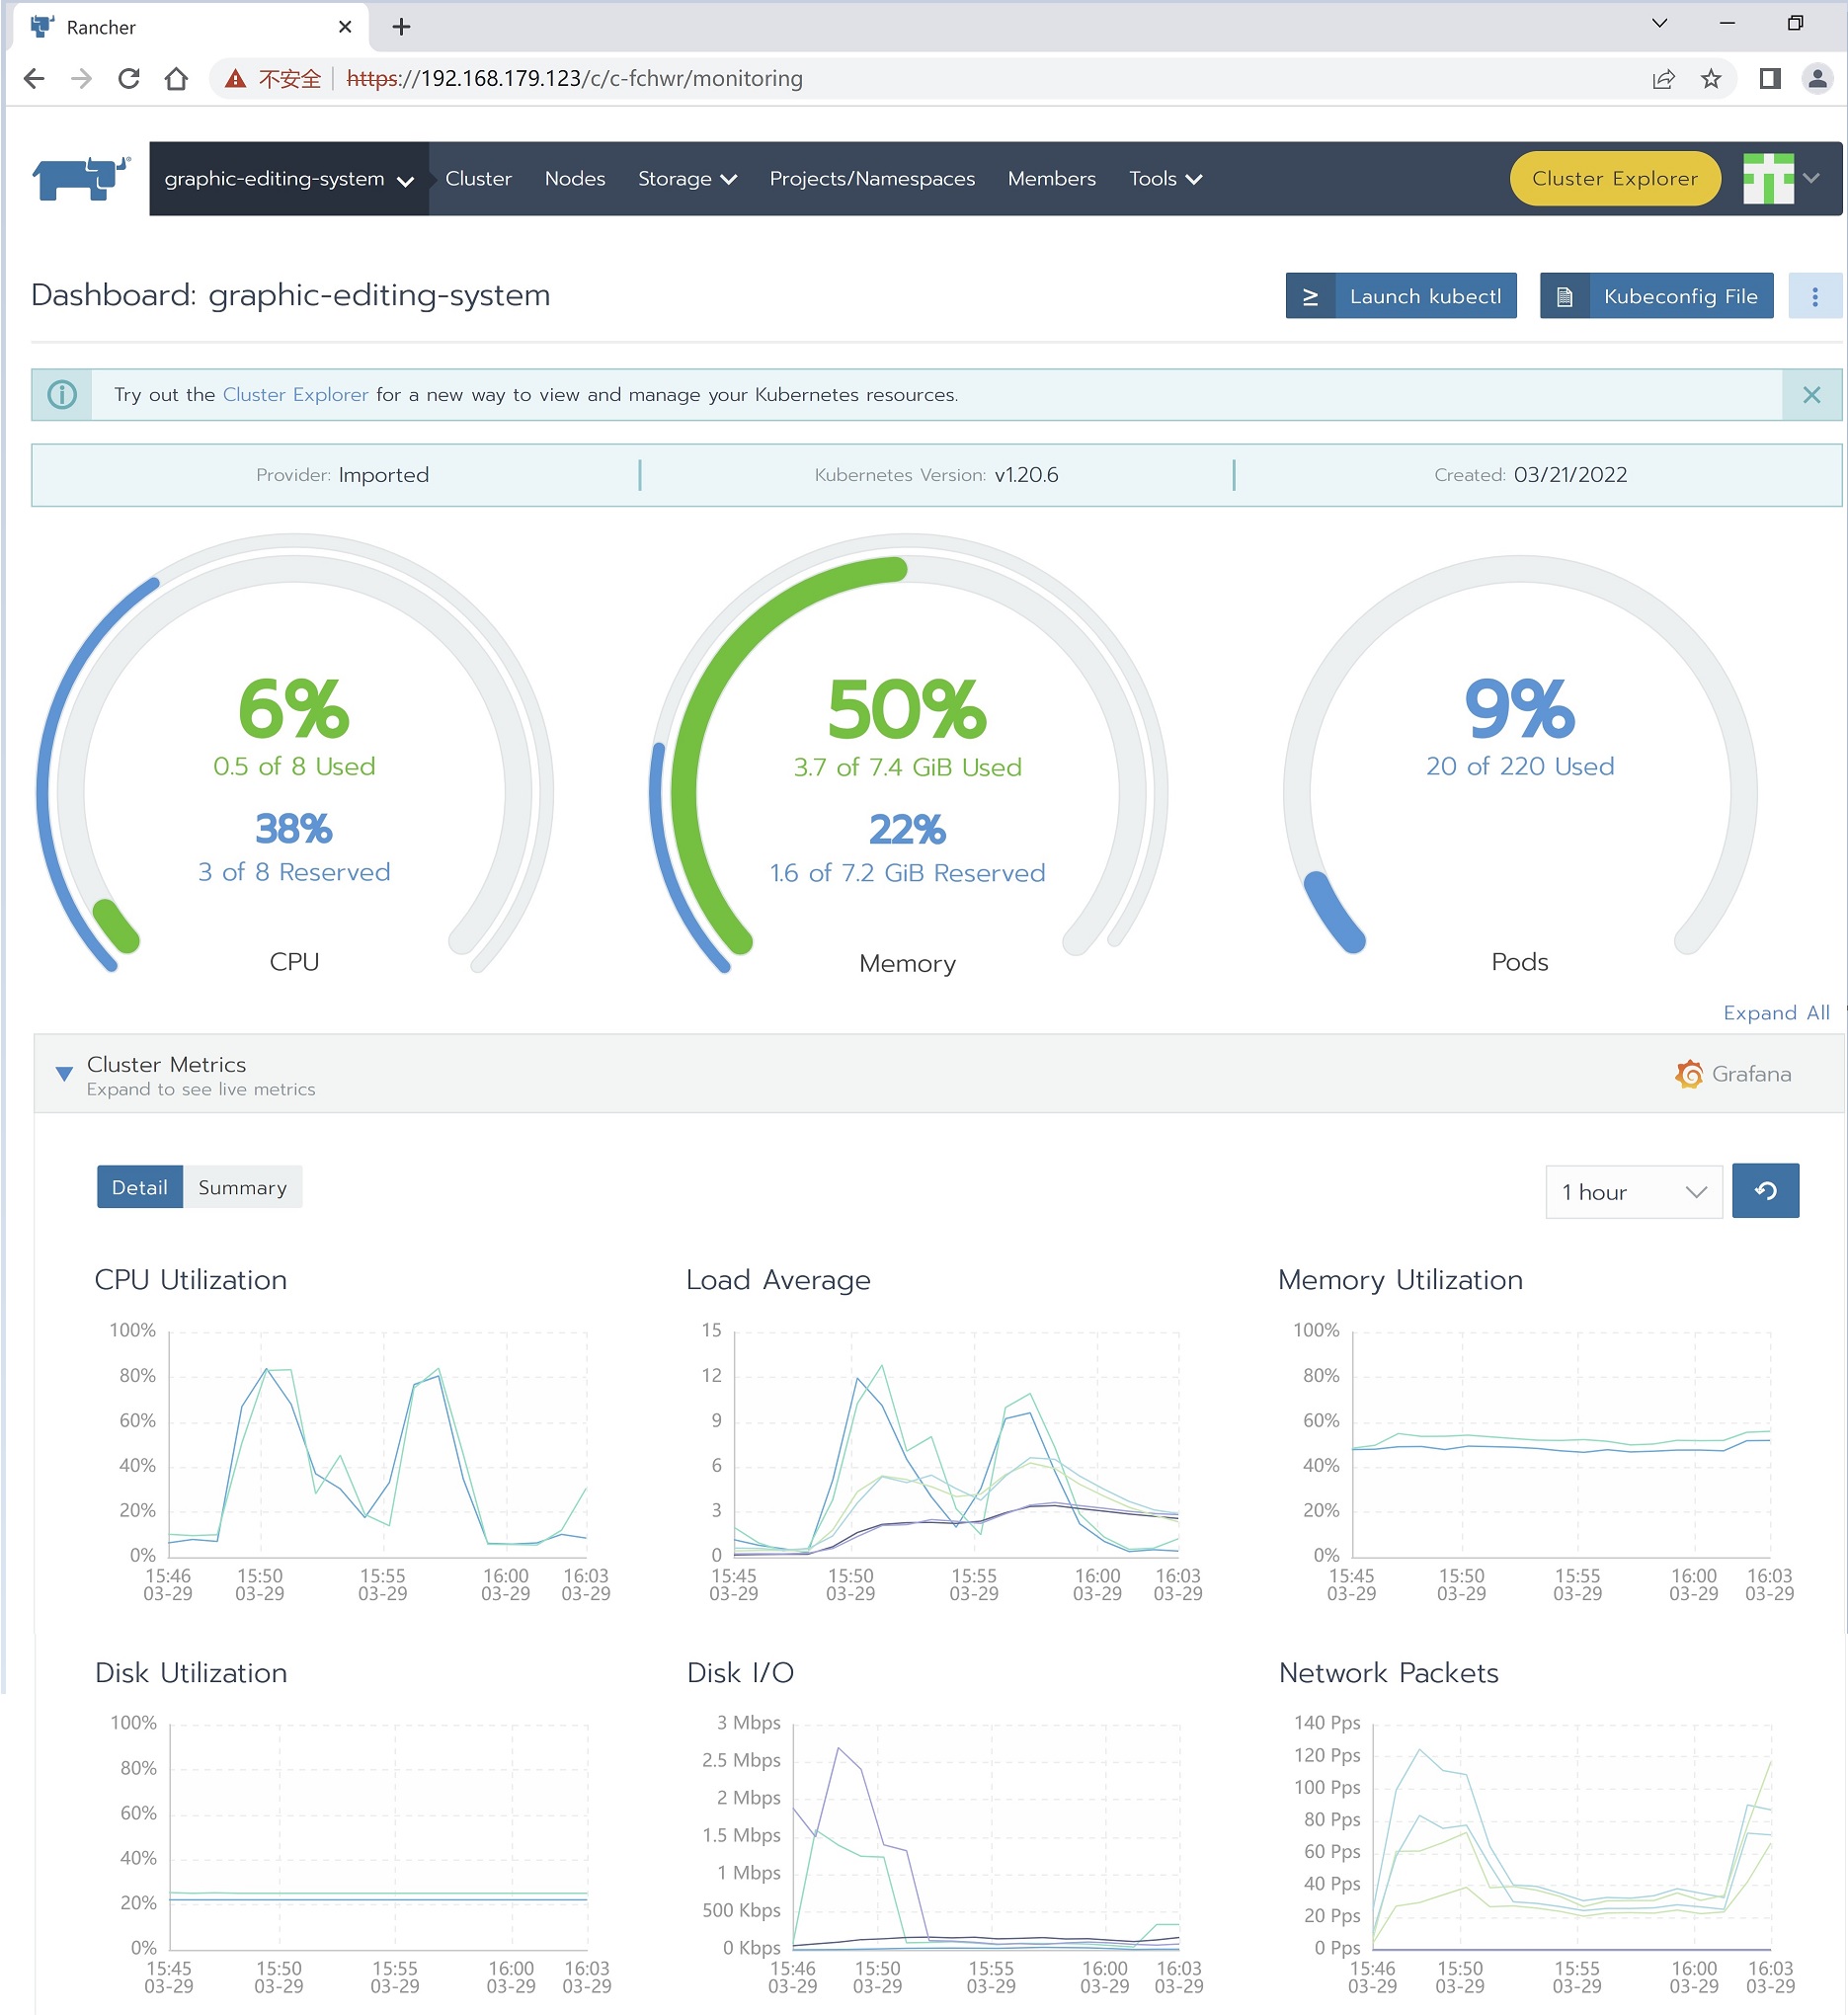 Rancher
不安全 https://192.168.179.123/c/c-fchwr/monitoring
graphic-editing-system Cluster Nodes Storage Projects/Namespaces Members Tools Cluster Explorer
Dashboard: graphic-editing-system
≥ Launch kubectl Kubeconfig File
Try out the Cluster Explorer for a new way to view and manage your Kubernetes resources.
Provider: Imported Kubernetes Version: v1.20.6 Created: 03/21/2022
6% 50% 9%
0.5 of 8 Used 3.7 of 7.4 GiB Used 20 of 220 Used
38% 22%
3 of 8 Reserved 1.6 of 7.2 GiB Reserved
CPU Memory Pods
Expand All
Cluster Metrics Grafana
Expand to see live metrics
Detail Summary 1 hour
CPU Utilization
100%
80%
60%
40%
20%
0%
15:46 15:50 15:55 16:00 16:03
03-29 03-29 03-29 03-29 03-29
Load Average
15
12
9
6
3
0
15:45 15:50 15:55 16:00 16:03
03-29 03-29 03-29 03-29 03-29
Memory Utilization
100%
80%
60%
40%
20%
0%
15:45 15:50 15:55 16:00 16:03
03-29 03-29 03-29 03-29 03-29
Disk Utilization
100%
80%
60%
40%
20%
0%
15:45 15:50 15:55 16:00 16:03
03-29 03-29 03-29 03-29 03-29
Disk I/O
3 Mbps
2.5 Mbps
2 Mbps
1.5 Mbps
1 Mbps
500 Kbps
0 Kbps
15:46 15:50 15:55 16:00 16:03
03-29 03-29 03-29 03-29 03-29
Network Packets
140 Pps
120 Pps
100 Pps
80 Pps
60 Pps
40 Pps
20 Pps
0 Pps
15:46 15:50 15:55 16:00 16:03
03-29 03-29 03-29 03-29 03-29